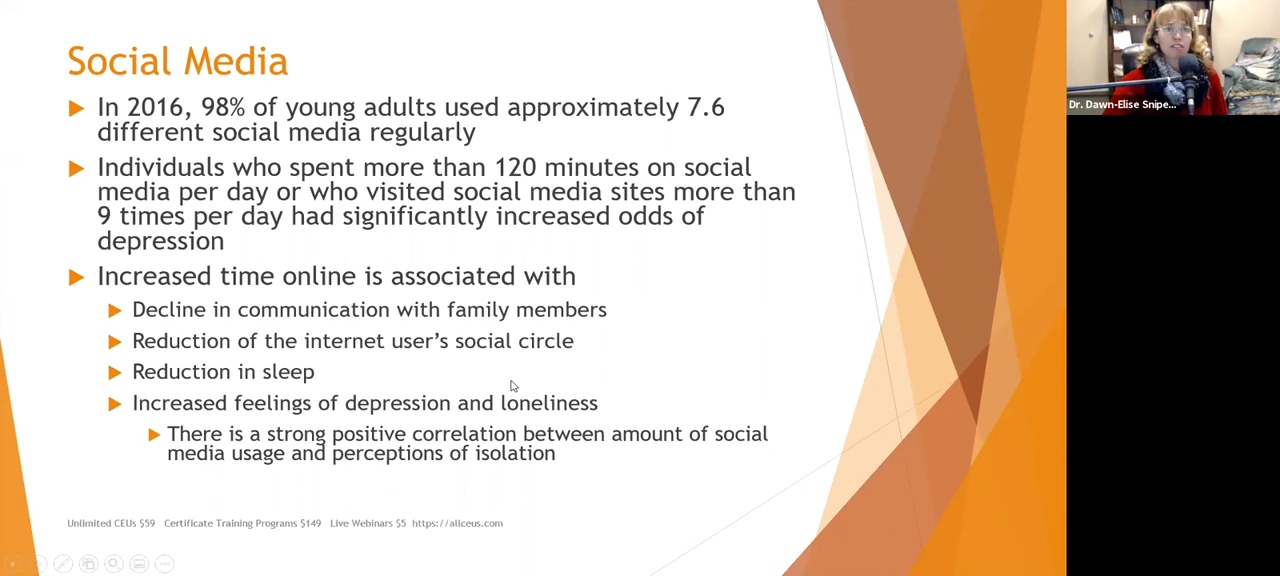 Social Media
In 2016, 98% of young adults used approximately 7.6
different social media regularly
Individuals who spent more than 120 minutes on social
media per day or who visited social media sites more than
9 times per day had significantly increased odds of
depression
Increased time online is associated with
Decline in communication with family members
Reduction of the internet user’s social circle
Reduction in sleep
Increased feelings of depression and loneliness
There is a strong positive correlation between amount of social
media usage and perceptions of isolation
Unlimited CEUs $59 Certificate Training Programs $149 Live Webinars $5 https://allceus.com
Dr. Dawn-Elise Snipe...